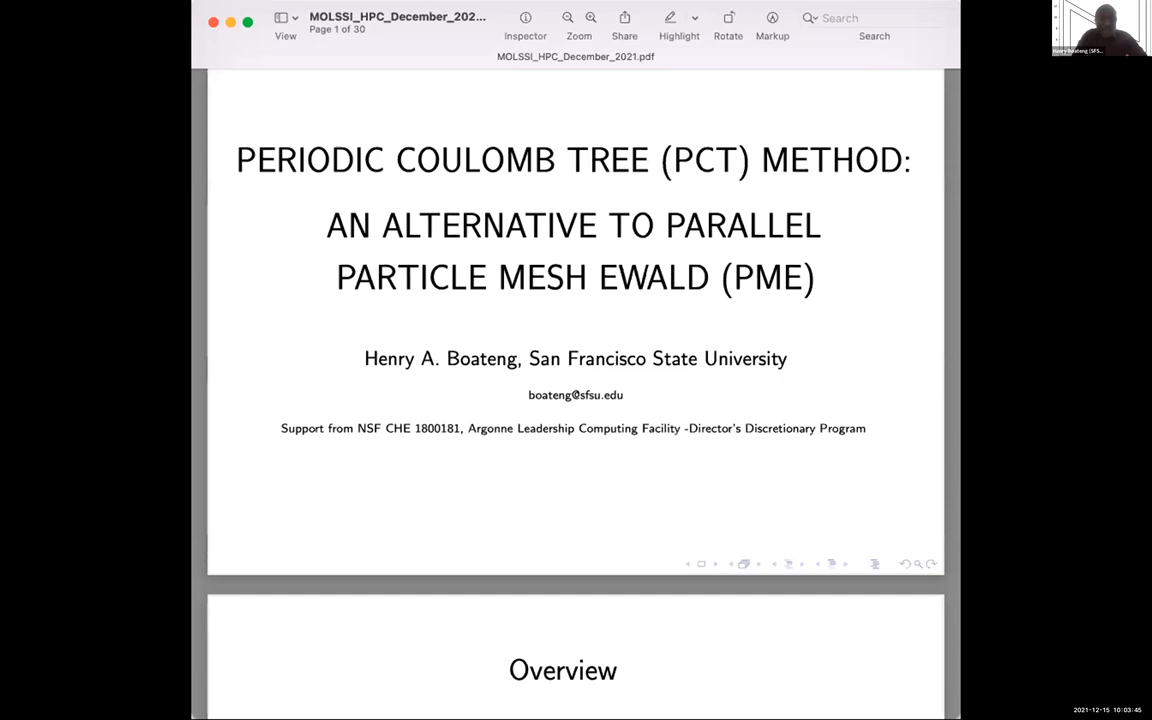 MOLSSI_HPC_December_202...
Page 1 of 30
View
Inspector
Zoom
Share
Highlight
Rotate
Markup
Search
Search
MOLSSI_HPC_December_2021.pdf
PERIODIC COULOMB TREE (PCT) METHOD:
AN ALTERNATIVE TO PARALLEL
PARTICLE MESH EWALD (PME)
Henry A. Boateng, San Francisco State University
boateng@sfsu.edu
Support from NSF CHE 1800181, Argonne Leadership Computing Facility -Director's Discretionary Program
Overview
Henry Boateng (SFS...
2021-12-15 10:03:45